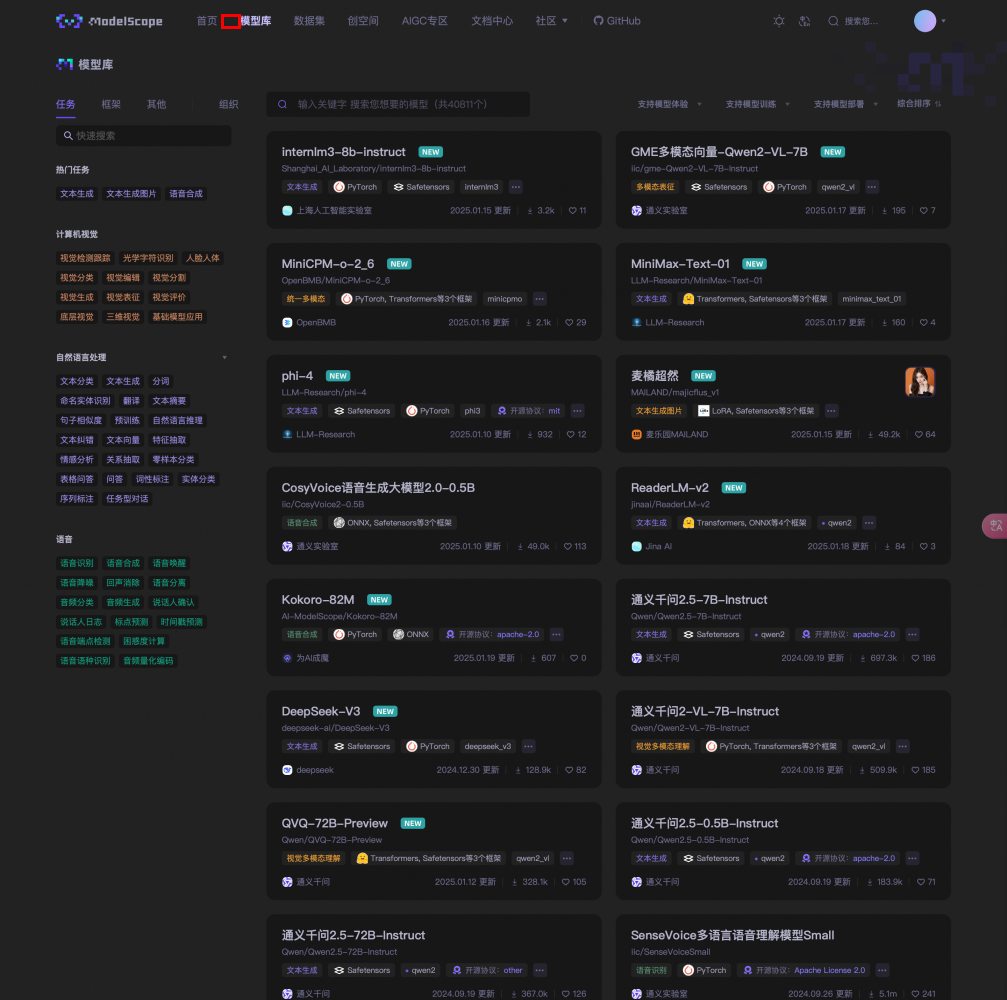 ModelScope 首页 模型库 数据集 创空间 AIGC专区 文档中心 社区 GitHub 搜索您...
模型库
任务 框架 其他 组织
快速搜索
热门任务
文本生成 文本生成图片 语音合成
计算机视觉
视觉检测跟踪 光学字符识别 人脸人体
视觉分类 视觉编辑 视觉分割
视觉生成 视觉表征 视觉评价
底层视觉 三维视觉 基础模型应用
自然语言处理
文本分类 文本生成 分词
命名实体识别 翻译 文本摘要
句子相似度 预训练 自然语言推理
文本纠错 文本向量 特征抽取
情感分析 关系抽取 零样本分类
表格问答 问答 词性标注 实体分类
序列标注 任务型对话
语音
语音识别 语音合成 语音唤醒
语音降噪 回声消除 语音分离
音频分类 音频生成 说话人确认
说话人日志 标点预测 时间戳预测
语音端点检测 困惑度计算
语音语种识别 音频量化编码
输入关键字 搜索您想要的模型（共40811个）
支持模型体验 支持模型训练 支持模型部署 综合排序
internlm3-8b-instruct NEW
Shanghai_AI_Laboratory/internlm3-8b-instruct
文本生成 PyTorch Safetensors internlm3 ...
上海人工智能实验室 2025.01.15 更新 3.2k 11
GME多模态向量-Qwen2-VL-7B NEW
iic/gme-Qwen2-VL-7B-Instruct
多模态表征 Safetensors PyTorch qwen2_vl ...
通义实验室 2025.01.17 更新 195 7
MiniCPM-o-2_6 NEW
OpenBMB/MiniCPM-o-2_6
统一多模态 PyTorch, Transformers等3个框架 minicpmo ...
OpenBMB 2025.01.16 更新 2.1k 29
MiniMax-Text-01 NEW
LLM-Research/MiniMax-Text-01
文本生成 Transformers, Safetensors等3个框架 minimax_text_01
LLM-Research 2025.01.17 更新 160 4
phi-4 NEW
LLM-Research/phi-4
文本生成 Safetensors PyTorch phi3 开源协议：mit ...
LLM-Research 2025.01.10 更新 932 12
麦橘超然 NEW
MAILAND/majicflus_v1
文本生成图片 LoRA, Safetensors等3个框架 ...
麦乐园MAILAND 2025.01.15 更新 49.2k 64
CosyVoice语音生成大模型2.0-0.5B
iic/CosyVoice2-0.5B
语音合成 ONNX, Safetensors等3个框架
通义实验室 2025.01.10 更新 49.0k 113
ReaderLM-v2 NEW
jinaai/ReaderLM-v2
文本生成 Transformers, ONNX等4个框架 qwen2 ...
Jina AI 2025.01.18 更新 84 3
Kokoro-82M NEW
AI-ModelScope/Kokoro-82M
语音合成 PyTorch ONNX 开源协议：apache-2.0 ...
为AI成魔 2025.01.19 更新 607 0
通义千问2.5-7B-Instruct
Qwen/Qwen2.5-7B-Instruct
文本生成 Safetensors qwen2 开源协议：apache-2.0 ...
通义千问 2024.09.19 更新 697.3k 186
DeepSeek-V3 NEW
deepseek-ai/DeepSeek-V3
文本生成 Safetensors PyTorch deepseek_v3 ...
deepseek 2024.12.30 更新 128.9k 82
通义千问2-VL-7B-Instruct
Qwen/Qwen2-VL-7B-Instruct
视觉多模态理解 PyTorch, Transformers等3个框架 qwen2_vl ...
通义千问 2024.09.18 更新 509.9k 185
QVQ-72B-Preview NEW
Qwen/QVQ-72B-Preview
视觉多模态理解 Transformers, Safetensors等3个框架 qwen2_vl ...
通义千问 2025.01.12 更新 328.1k 105
通义千问2.5-0.5B-Instruct
Qwen/Qwen2.5-0.5B-Instruct
文本生成 Safetensors qwen2 开源协议：apache-2.0 ...
通义千问 2024.09.19 更新 183.9k 71
通义千问2.5-72B-Instruct
Qwen/Qwen2.5-72B-Instruct
文本生成 Safetensors qwen2 开源协议：other ...
通义千问 2024.09.19 更新 367.0k 126
SenseVoice多语言语音理解模型Small
iic/SenseVoiceSmall
语音识别 PyTorch 开源协议：Apache License 2.0 ...
通义实验室 2024.09.26 更新 5.1m 241